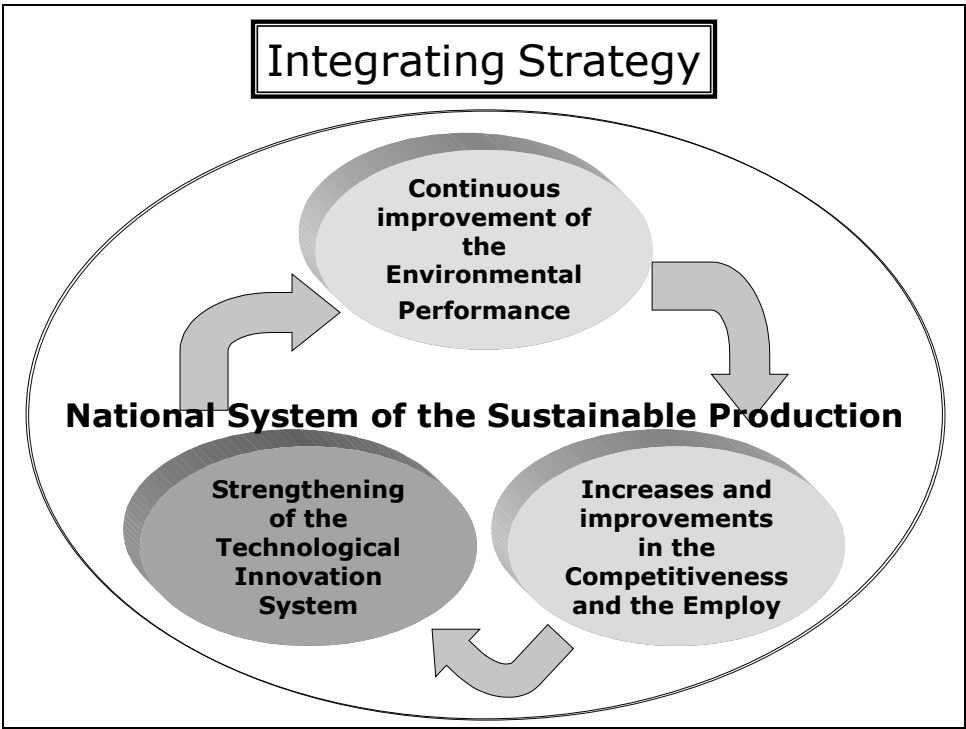 Integrating Strategy
Continuous
improvement of
the
Environmental
Performance
National System of the Sustainable Production
Strengthening
of the
Technological
Innovation
System
Increases and
improvements
in the
Competitiveness
and the Employ